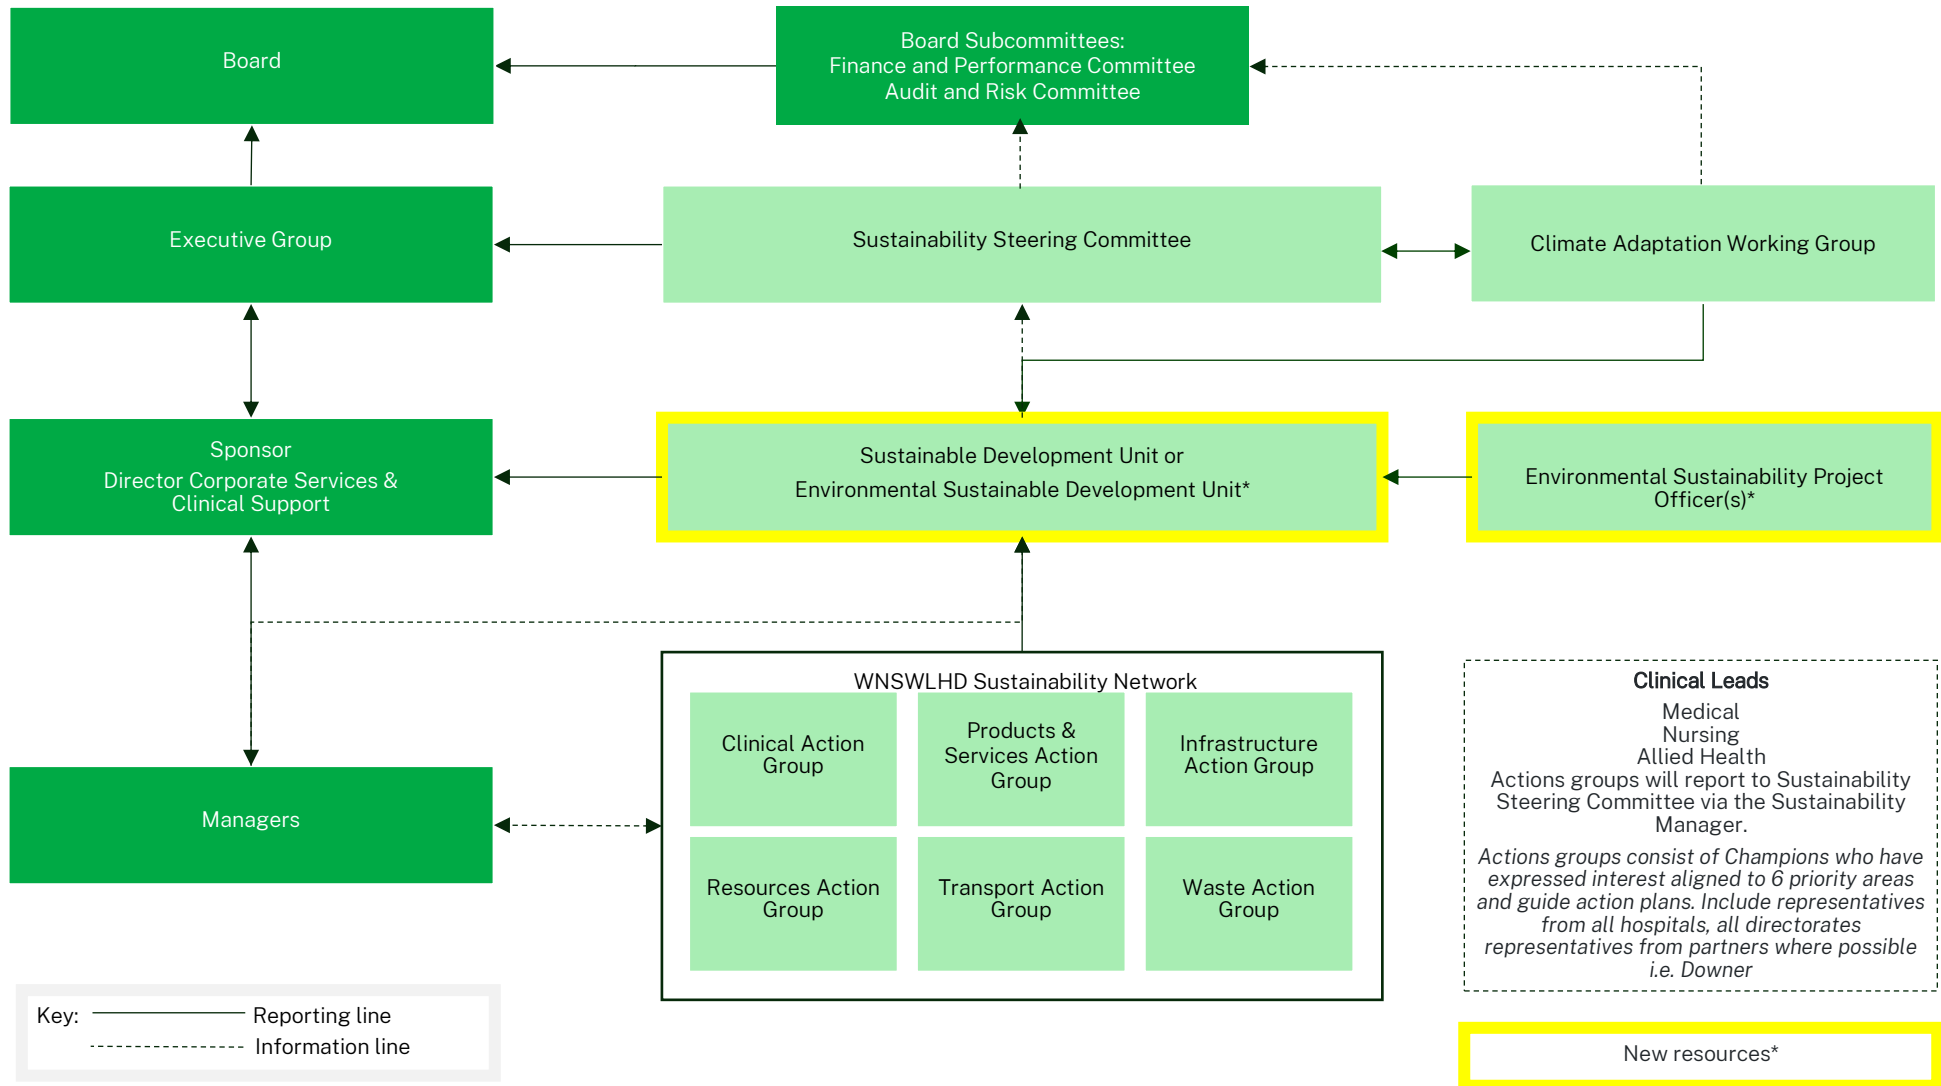 Board
Board Subcommittees:
Finance and Performance Committee
Audit and Risk Committee
Executive Group
Sustainability Steering Committee
Climate Adaptation Working Group
Sponsor
Director Corporate Services &
Clinical Support
Sustainable Development Unit or
Environmental Sustainable Development Unit*
Environmental Sustainability Project
Officer(s)*
Managers
WNSWLHD Sustainability Network
Clinical Action
Group
Products &
Services Action
Group
Infrastructure
Action Group
Resources Action
Group
Transport Action
Group
Waste Action
Group
Clinical Leads
Medical
Nursing
Allied Health
Actions groups will report to Sustainability
Steering Committee via the Sustainability
Manager.
Actions groups consist of Champions who have
expressed interest aligned to 6 priority areas
and guide action plans. Include representatives
from all hospitals, all directorates
representatives from partners where possible
i.e. Downer
Key:
Reporting line
Information line
New resources*